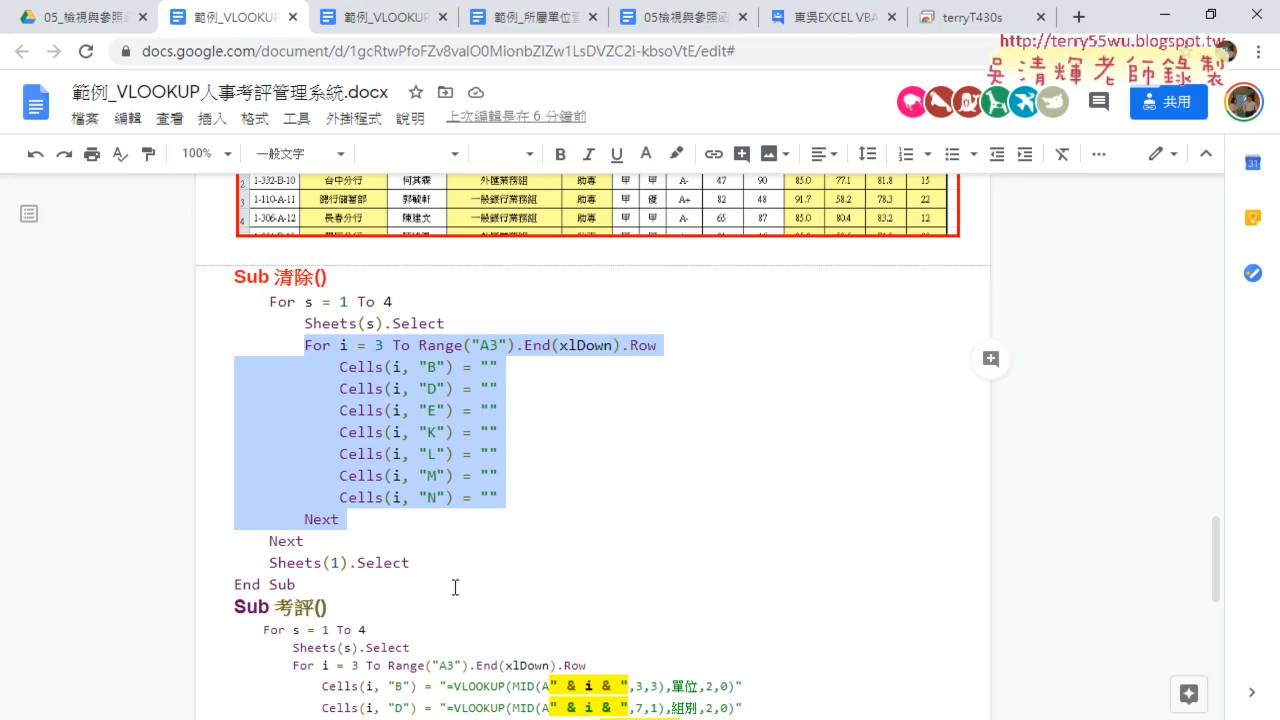 05_檢視與參照函
範例_VLOOKUP
範例_VLOOKUP
範例_所屬單位查
05檢視與參照函
東吳EXCEL VBA
terryT430s
docs.google.com/document/d/1gcRtwPfoFZv8valO0MionbZIZw1LsDVZC2i-kbsoVtE/edit#
http://terry55wu.blogspot.tw
吳清輝老師錄製
範例_VLOOKUP人事考評管理系統.docx
檔案 編輯 查看 插入 格式 工具 外掛程式 說明 上次編輯是在 6 分鐘前
共用
100% 一般文字
2 1-332-B-10 台中分行 何其霖 外匯業務組 助專 甲 甲 A- 47 90 85.0 77.1 81.8 15
3 1-110-A-11 總行儲蓄部 郭毓軒 一般銀行業務組 助專 甲 優 A+ 82 48 91.7 58.2 78.3 22
4 1-306-A-12 長春分行 陳建文 一般銀行業務組 助專 甲 甲 A- 65 87 85.0 80.4 83.2 12
Sub 清除()
For s = 1 To 4
Sheets(s).Select
For i = 3 To Range("A3").End(xlDown).Row
Cells(i, "B") = ""
Cells(i, "D") = ""
Cells(i, "E") = ""
Cells(i, "K") = ""
Cells(i, "L") = ""
Cells(i, "M") = ""
Cells(i, "N") = ""
Next
Next
Sheets(1).Select
End Sub
Sub 考評()
For s = 1 To 4
Sheets(s).Select
For i = 3 To Range("A3").End(xlDown).Row
Cells(i, "B") = "=VLOOKUP(MID(A" & i & ",3,3),單位,2,0)"
Cells(i, "D") = "=VLOOKUP(MID(A" & i & ",7,1),組別,2,0)"